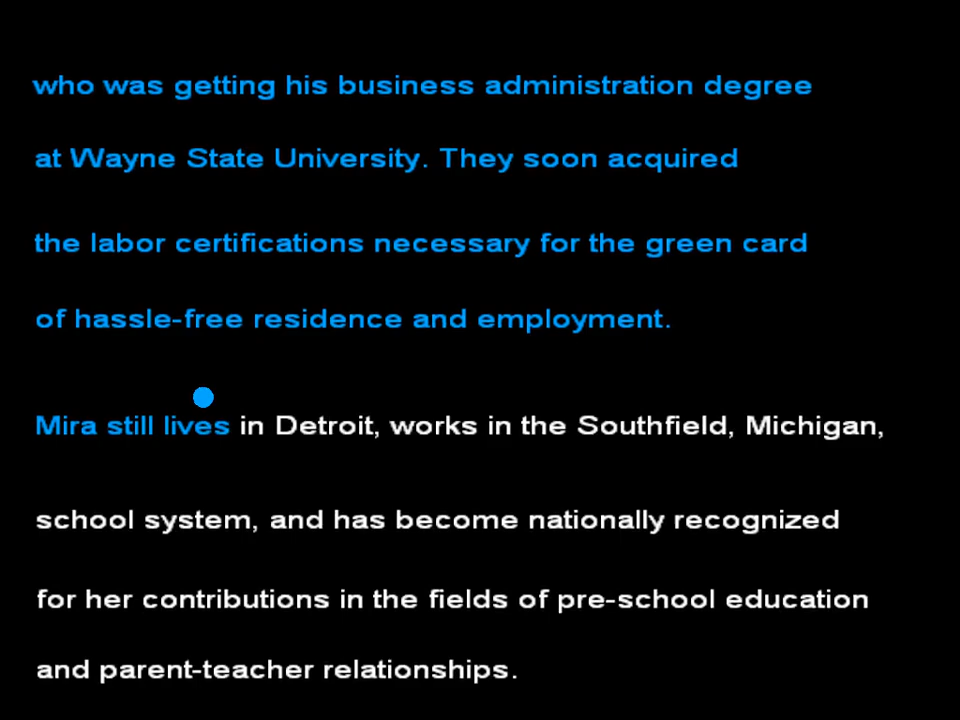 who was getting his business administration degree
at Wayne State University. They soon acquired
the labor certifications necessary for the green card
of hassle-free residence and employment.
Mira still lives in Detroit, works in the Southfield, Michigan,
school system, and has become nationally recognized
for her contributions in the fields of pre-school education
and parent-teacher relationships.